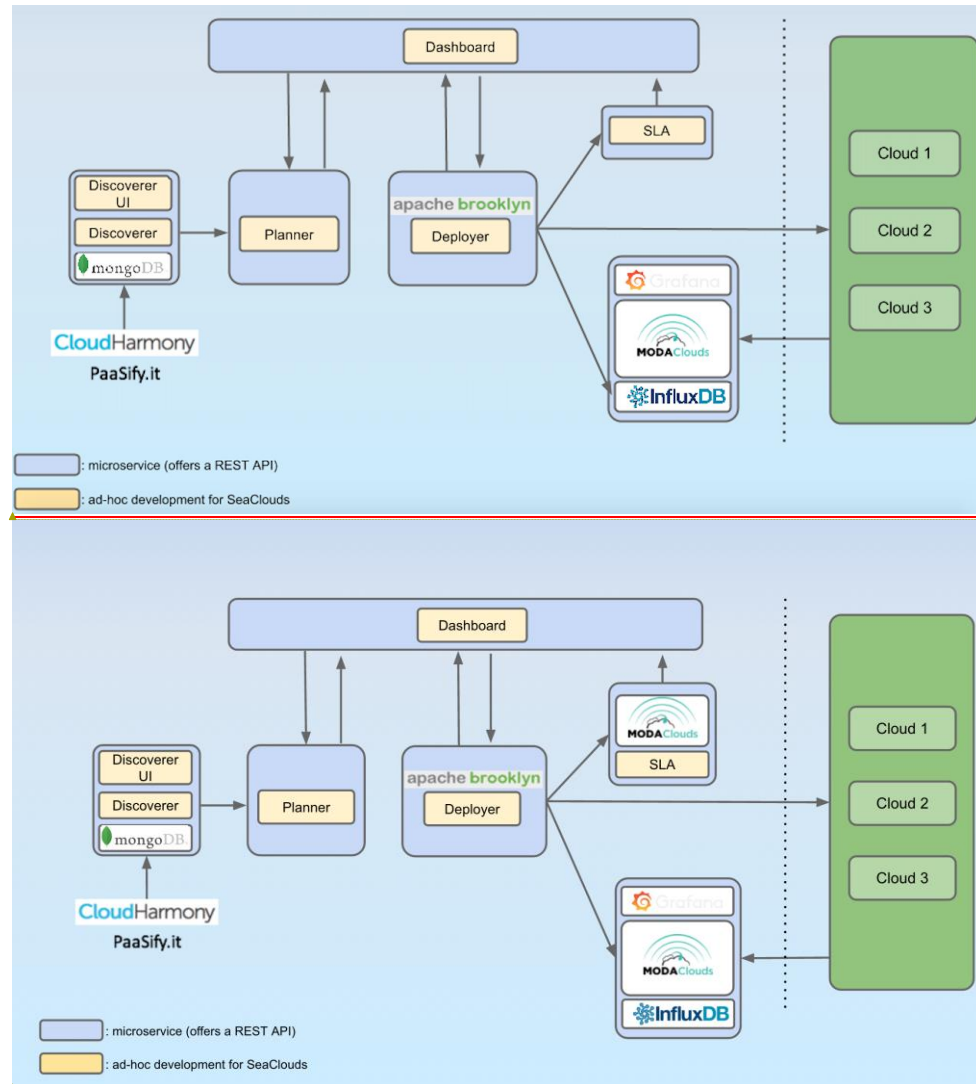 Dashboard
SLA
Cloud 1
Discoverer
UI
Discoverer
mongoDB
apache brooklyn
Planner
Deployer
Cloud 2
Grafana
Cloud 3
CloudHarmony
PaaSify.it
MODAClouds
InfluxDB
: microservice (offers a REST API)
: ad-hoc development for SeaClouds
Dashboard
MODAClouds
SLA
Cloud 1
Discoverer
UI
Discoverer
mongoDB
apache brooklyn
Planner
Deployer
Cloud 2
Cloud 3
CloudHarmony
PaaSify.it
Grafana
MODAClouds
InfluxDB
: microservice (offers a REST API)
: ad-hoc development for SeaClouds